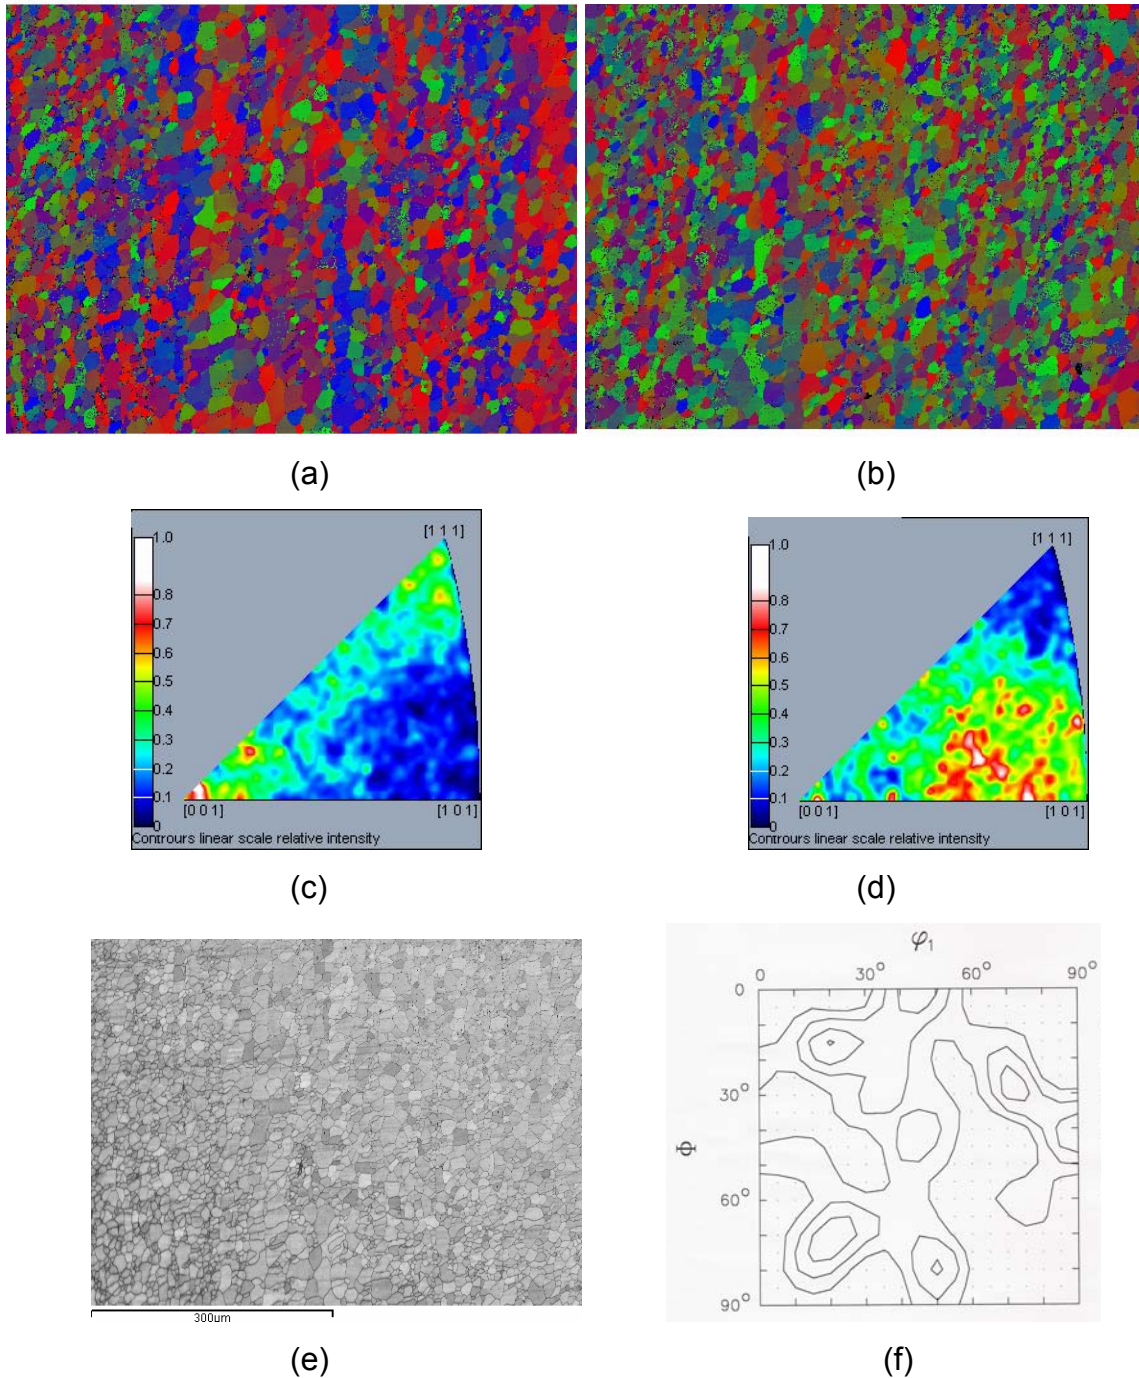 (a)
(b)
[1 1 1]
1.0
0.8
0.7
0.6
0.5
0.4
0.3
0.2
0.1
0
[0 0 1]
[1 0 1]
Contrours linear scale relative intensity
(c)
[1 1 1]
1.0
0.8
0.7
0.6
0.5
0.4
0.3
0.2
0.1
0
[0 0 1]
[1 0 1]
Contrours linear scale relative intensity
(d)
300um
(e)
φ1
0
30°
60°
90°
0
30°
Φ
60°
90°
(f)